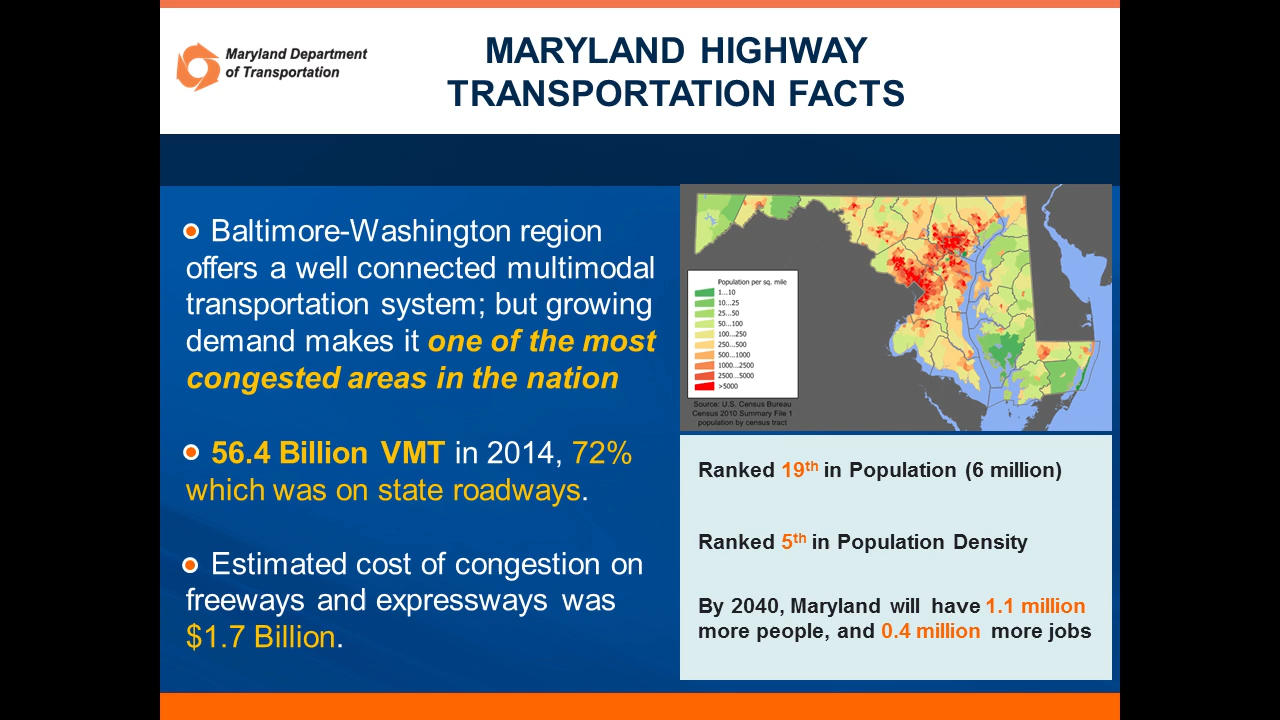 Maryland Department
of Transportation
MARYLAND HIGHWAY
TRANSPORTATION FACTS
Baltimore-Washington region
offers a well connected multimodal
transportation system; but growing
demand makes it one of the most
congested areas in the nation
56.4 Billion VMT in 2014, 72%
which was on state roadways.
Estimated cost of congestion on
freeways and expressways was
$1.7 Billion.
Population per sq. mile
1...10
10...25
25...50
50...100
100...250
250...500
500...1000
1000...2500
2500...5000
>5000
Source: U.S. Census Bureau
Census 2010 Summary File 1
population by census tract
Ranked 19th in Population (6 million)
Ranked 5th in Population Density
By 2040, Maryland will have 1.1 million
more people, and 0.4 million more jobs